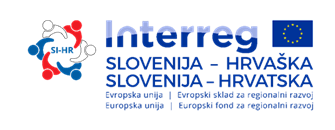 SI-HR
Interreg
SLOVENIJA – HRVAŠKA
SLOVENIJA – HRVATSKA
Evropska unija | Evropski sklad za regionalni razvoj
Europska unija | Europski fond za regionalni razvoj